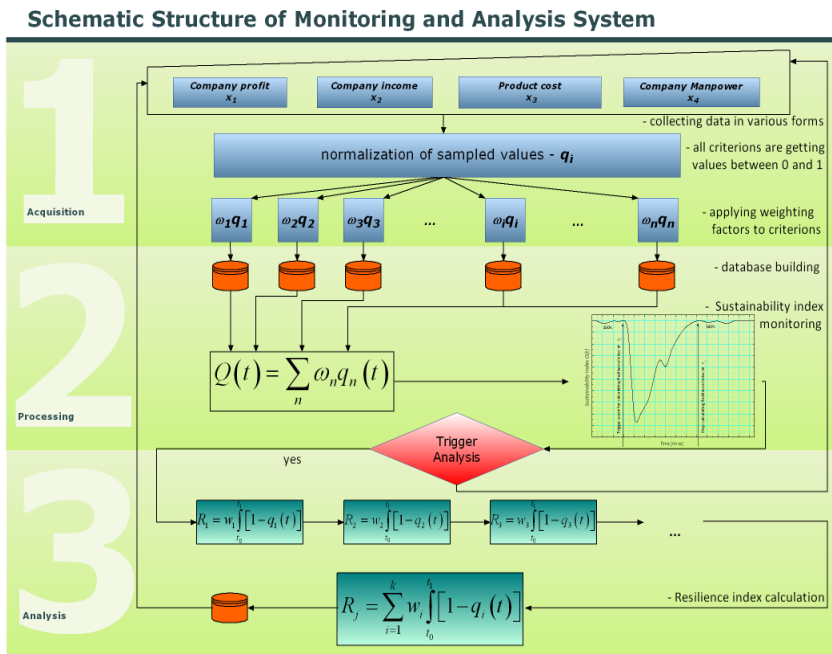 Schematic Structure of Monitoring and Analysis System
1
Company profit
x1
Company income
x2
Product cost
x3
Company Manpower
x4
- collecting data in various forms
normalization of sampled values - qi
- all criterions are getting
values between 0 and 1
Acquisition
ω1q1
ω2q2
ω3q3
...
ωiqi
...
ωnqn
- applying weighting
factors to criterions
2
- database building
- Sustainability index
monitoring
Q(t) = ∑n ωnqn(t)
100%
100%
Sustainability Index Q(t)
Processing
Trigger
Analysis
yes
3
R1 = w1 ∫t0t1 [1-q1(t)]
R2 = w2 ∫t0t1 [1-q2(t)]
R3 = w3 ∫t0t1 [1-q3(t)]
...
- Resilience index calculation
Rj = ∑i=1k wi ∫t0t1 [1-qi(t)]
Analysis